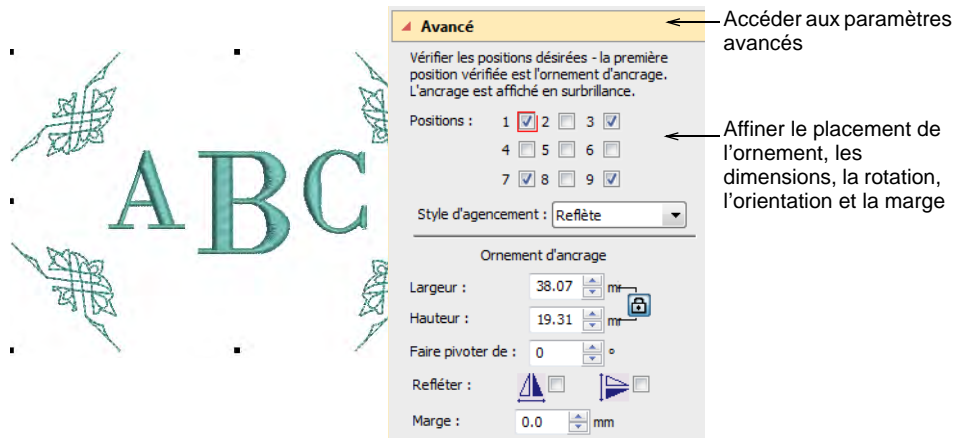 Avancé
Accéder aux paramètres
avancés
Vérifier les positions désirées - la première
position vérifiée est l'ornement d'ancrage.
L'ancrage est affiché en surbrillance.
Positions : 1 2 3
4 5 6
7 8 9
Affiner le placement de
l'ornement, les
dimensions, la rotation,
l'orientation et la marge
ABC
Style d'agencement : Reflète
Ornement d'ancrage
Largeur : 38.07
Hauteur : 19.31
Faire pivoter de : 0 °
Refléter :
Marge : 0.0 mm